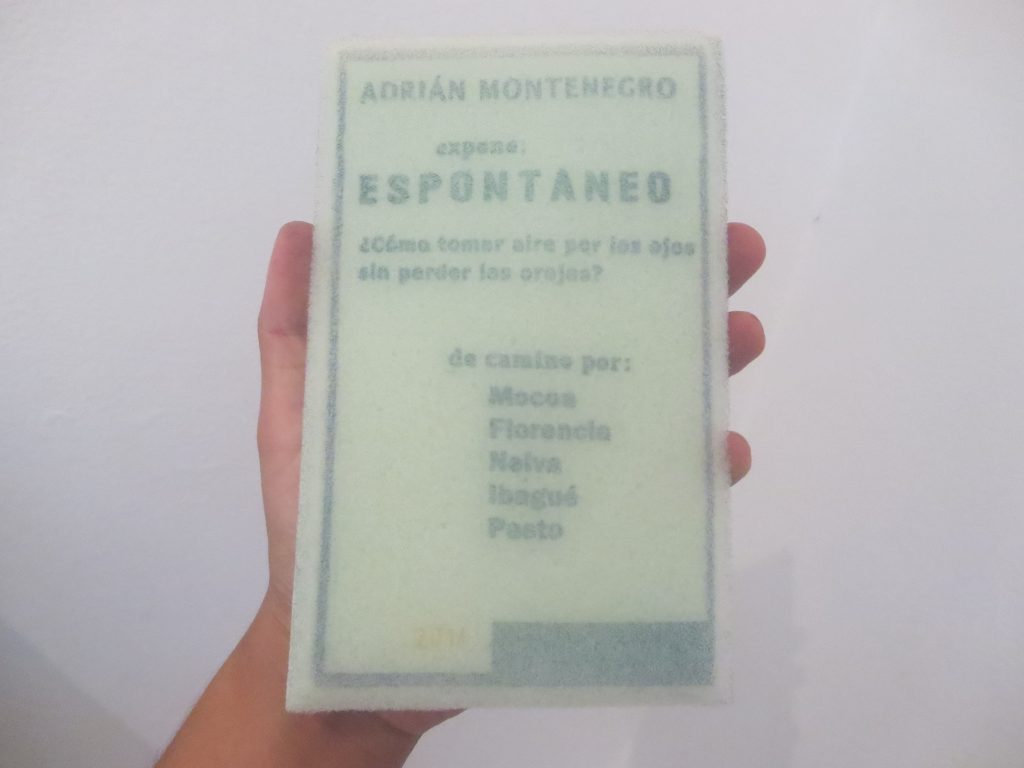 ADRIÁN MONTENEGRO
expone:
ESPONTANEO
¿Cómo tomar aire por los ojos
sin perder las orejas?
de camino por:
Mocoa
Florencia
Neiva
Ibagué
Pasto